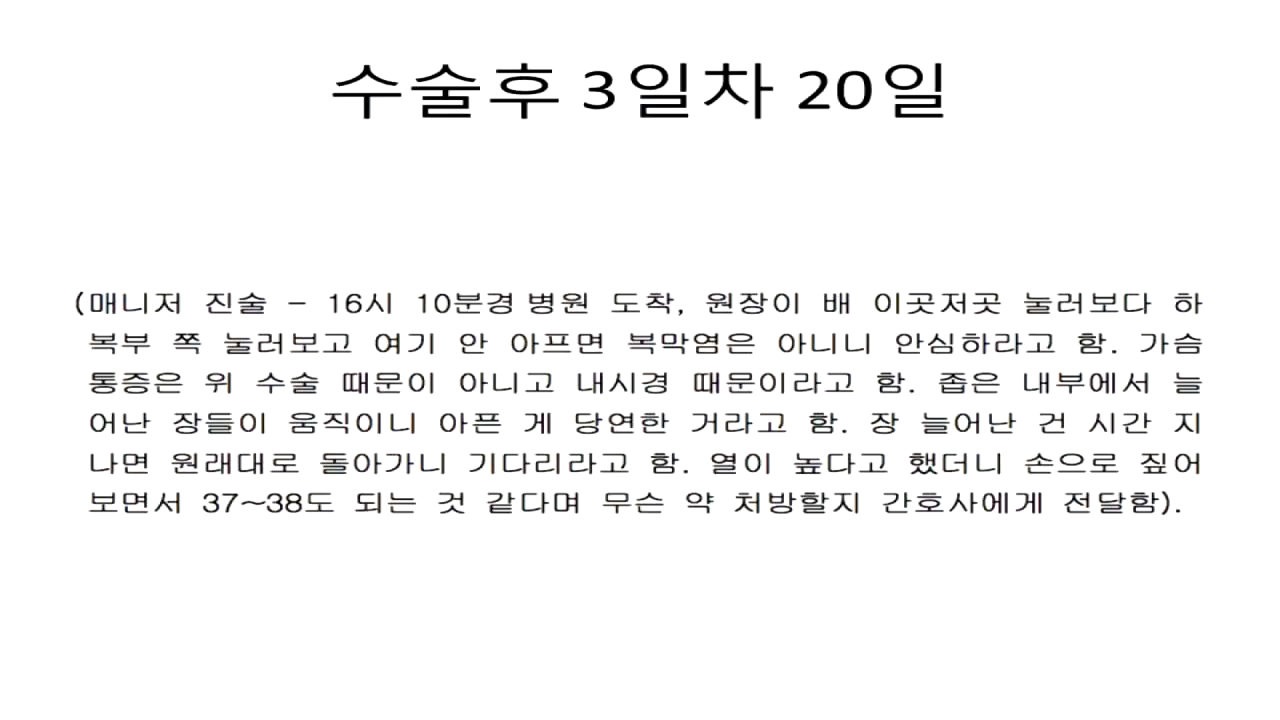 수술후 3일차 20일
(매니저 진술 - 16시 10분경 병원 도착, 원장이 배 이곳저곳 눌러보다 하
복부 쪽 눌러보고 여기 안 아프면 복막염은 아니니 안심하라고 함. 가슴
통증은 위 수술 때문이 아니고 내시경 때문이라고 함. 좁은 내부에서 늘
어난 장들이 움직이니 아픈 게 당연한 거라고 함. 장 늘어난 건 시간 지
나면 원래대로 돌아가니 기다리라고 함. 열이 높다고 했더니 손으로 짚어
보면서 37~38도 되는 것 같다며 무슨 약 처방할지 간호사에게 전달함).